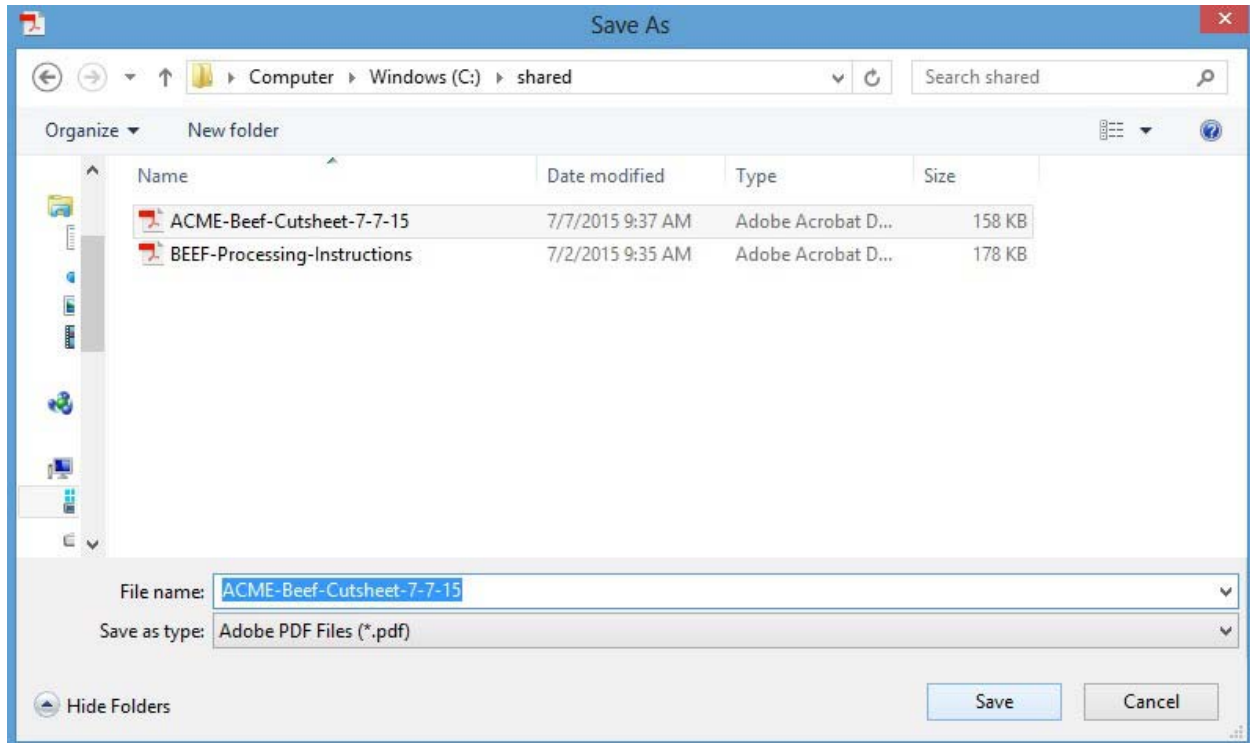 Save As
Computer Windows (C:) shared Search shared
Organize New folder
Name Date modified Type Size
ACME-Beef-Cutsheet-7-7-15 7/7/2015 9:37 AM Adobe Acrobat D... 158 KB
BEEF-Processing-Instructions 7/2/2015 9:35 AM Adobe Acrobat D... 178 KB
File name: ACME-Beef-Cutsheet-7-7-15
Save as type: Adobe PDF Files (*.pdf)
Hide Folders Save Cancel